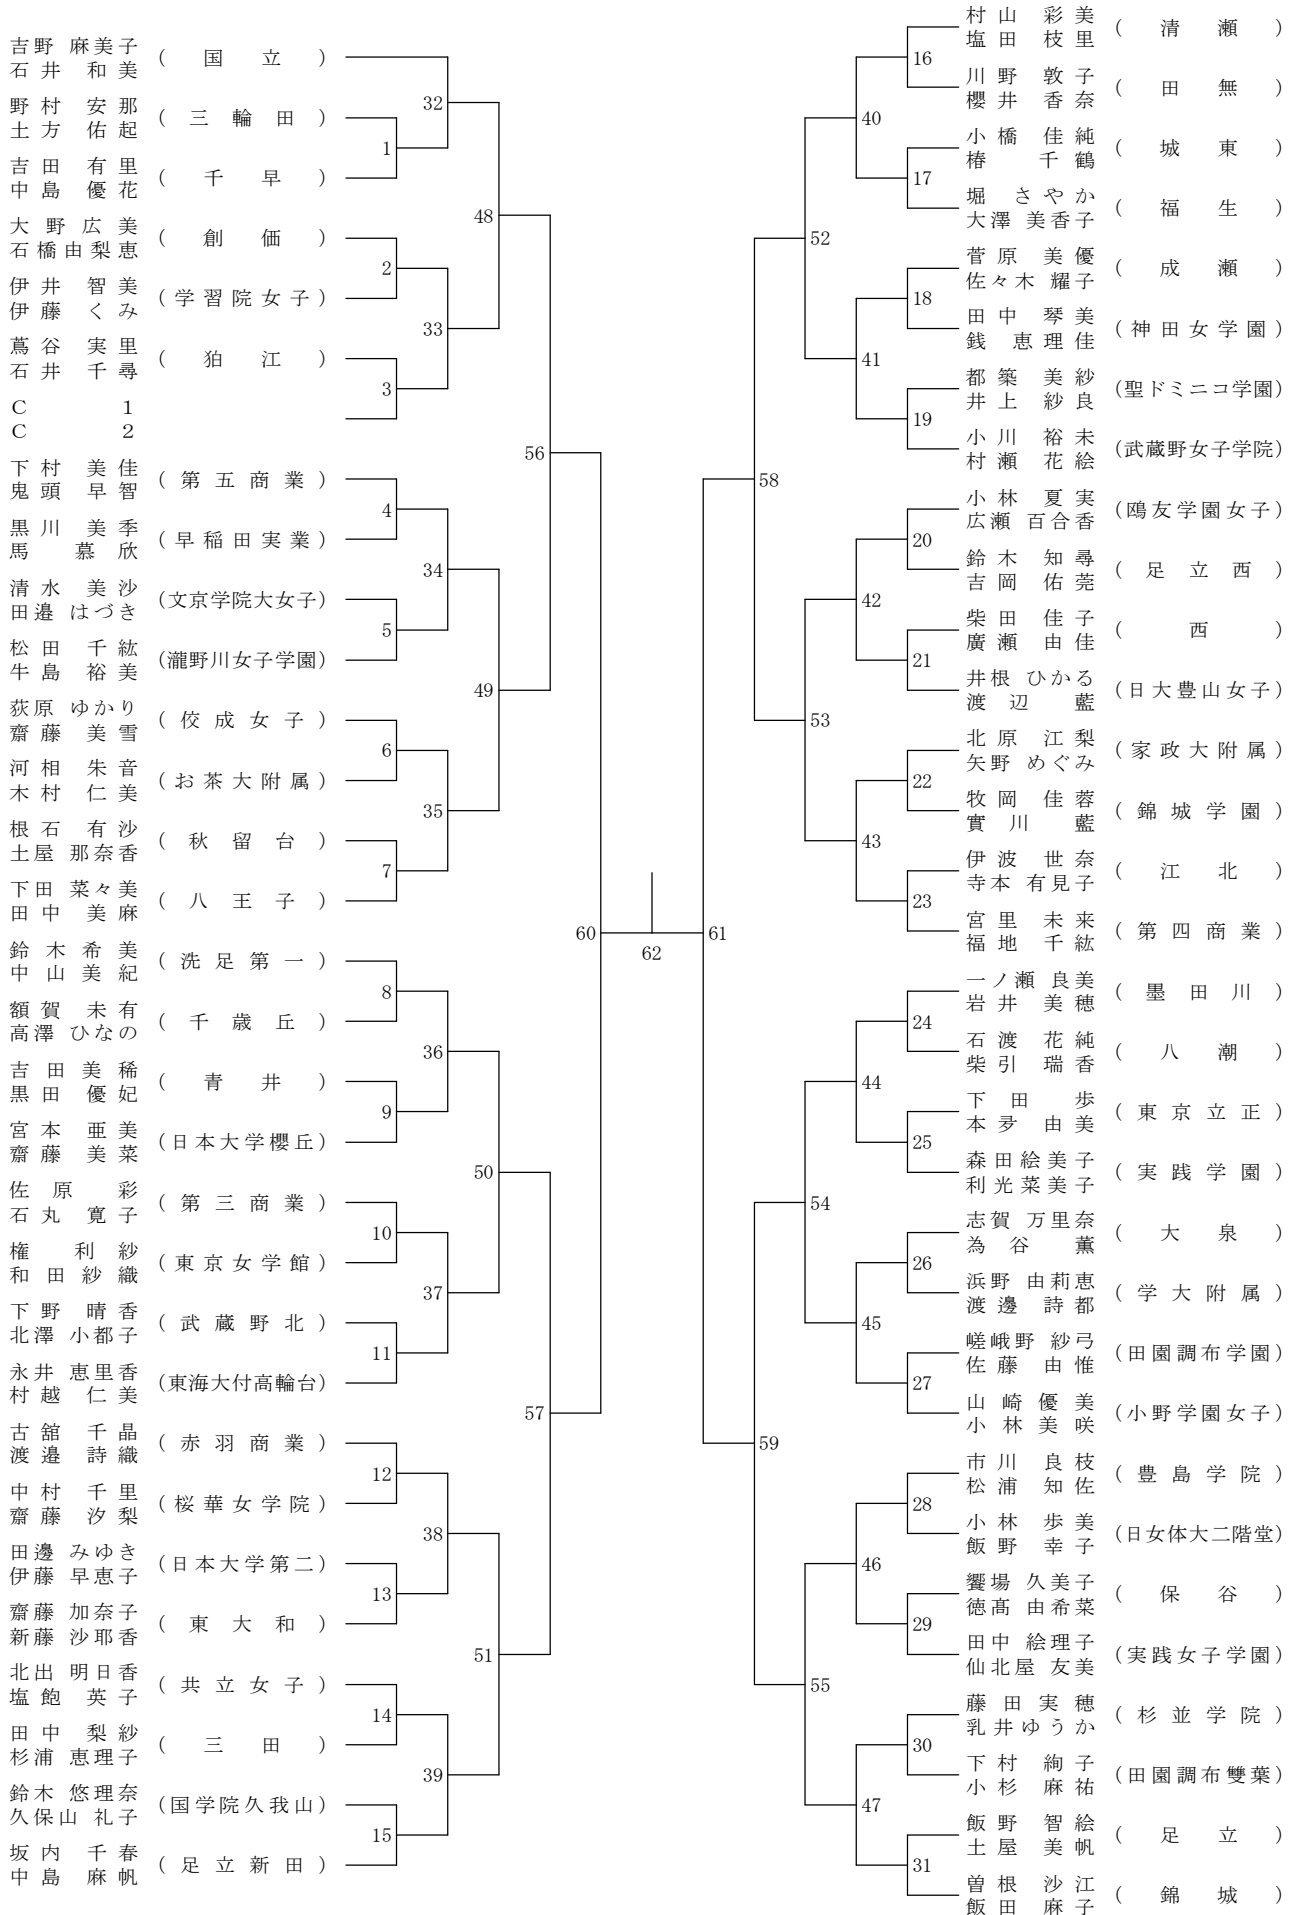 吉野 麻美子
石井 和美
( 国 立 )
野村 安那
土方 佑起
( 三 輪 田 )
吉田 有里
中島 優花
( 千 早 )
大野広美
石橋由梨恵
( 創 価 )
伊井 智美
伊藤 くみ
( 学習院女子 )
蔦谷 実里
石井 千尋
( 狛 江 )
C 1
C 2
下村 美佳
鬼頭 早智
( 第五商業 )
黒川 美季
馬 慕欣
( 早稲田実業 )
清水 美沙
田邉 はづき
(文京学院大女子)
松田 千紘
牛島 裕美
(瀧野川女子学園)
荻原 ゆかり
齋藤 美雪
( 佼成女子 )
河相 朱音
木村 仁美
( お茶大附属 )
根石 有沙
土屋 那奈香
( 秋 留 台 )
下田 菜々美
田中 美麻
( 八 王 子 )
鈴木希美
中山美紀
( 洗足第一 )
額賀 未有
高澤 ひなの
( 千 歳 丘 )
吉田美稀
黒田 優妃
( 青 井 )
宮本 亜美
齋藤 美菜
(日本大学櫻丘)
佐原 彩
石丸 寛子
( 第三商業 )
権 利紗
和田紗織
( 東京女学館 )
下野 晴香
北澤 小都子
( 武蔵野北 )
永井 恵里香
村越 仁美
(東海大付高輪台)
古舘 千晶
渡邉 詩織
( 赤羽商業 )
中村 千里
齋藤 汐梨
( 桜華女学院 )
田邊 みゆき
伊藤 早恵子
(日本大学第二)
齋藤 加奈子
新藤 沙耶香
( 東 大 和 )
北出 明日香
塩飽 英子
( 共立女子 )
田中 梨紗
杉浦 恵理子
( 三 田 )
鈴木 悠理奈
久保山 礼子
(国学院久我山)
坂内 千春
中島 麻帆
( 足立新田 )
1
2
3
4
5
6
7
8
9
10
11
12
13
14
15
32
33
34
35
36
37
38
39
48
49
50
51
56
57
60
62
61
58
59
52
53
54
55
40
41
42
43
44
45
46
47
16
17
18
19
20
21
22
23
24
25
26
27
28
29
30
31
村山 彩美
塩田 枝里
( 清 瀬 )
川野 敦子
櫻井 香奈
( 田 無 )
小橋 佳純
椿 千鶴
( 城 東 )
堀 さやか
大澤 美香子
( 福 生 )
菅原 美優
佐々木 耀子
( 成 瀬 )
田中 琴美
銭 恵理佳
(神田女学園)
都築 美紗
井上 紗良
(聖ドミニコ学園)
小川 裕未
村瀬 花絵
(武蔵野女子学院)
小林 夏実
広瀬 百合香
(鴎友学園女子)
鈴木 知尋
吉岡 佑莞
( 足 立 西 )
柴田 佳子
廣瀬 由佳
( 西 )
井根 ひかる
渡辺 藍
(日大豊山女子)
北原 江梨
矢野 めぐみ
( 家政大附属 )
牧岡 佳蓉
實川 藍
( 錦城学園 )
伊波 世奈
寺本 有見子
( 江 北 )
宮里 未来
福地 千紘
( 第四商業 )
一ノ瀬 良美
岩井 美穂
( 墨 田 川 )
石渡 花純
柴引 瑞香
( 八 潮 )
下田 歩
本夛 由美
( 東京立正 )
森田絵美子
利光菜美子
( 実践学園 )
志賀 万里奈
為谷 薫
( 大 泉 )
浜野 由莉恵
渡邊 詩都
( 学大附属 )
嵯峨野 紗弓
佐藤 由惟
(田園調布学園)
山崎優美
小林美咲
(小野学園女子)
市川 良枝
松浦 知佐
( 豊島学院 )
小林 歩美
飯野 幸子
(日女体大二階堂)
饗場 久美子
徳髙 由希菜
( 保 谷 )
田中 絵理子
仙北屋 友美
(実践女子学園)
藤田実穂
乳井ゆうか
( 杉並学院 )
下村 絢子
小杉 麻祐
(田園調布雙葉)
飯野 智絵
土屋 美帆
( 足 立 )
曽根 沙江
飯田 麻子
( 錦 城 )